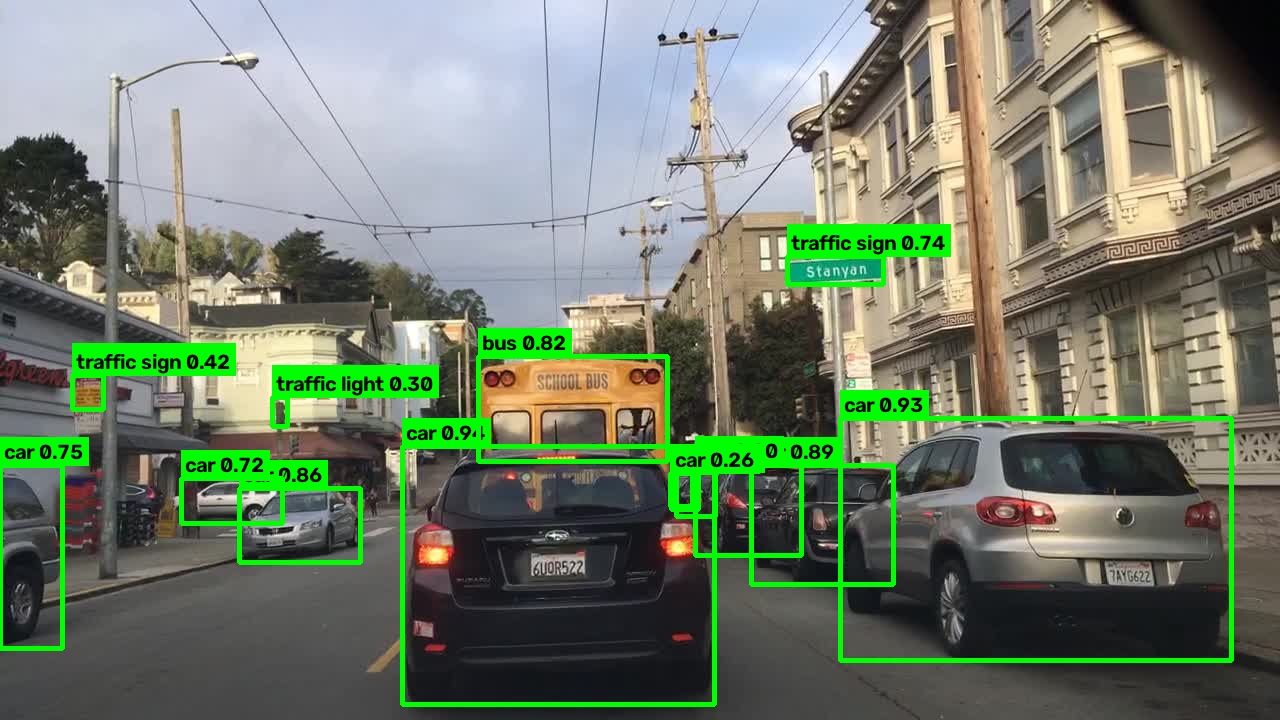 traffic sign 0.74
Stanyan
bus 0.82
traffic sign 0.42
traffic light 0.30
SCHOOL BUS
car 0.93
car 0.94
car 0.75
car 0.72
0.86
car 0.26
0.89
SUBARU
6UOR522
7AYG622